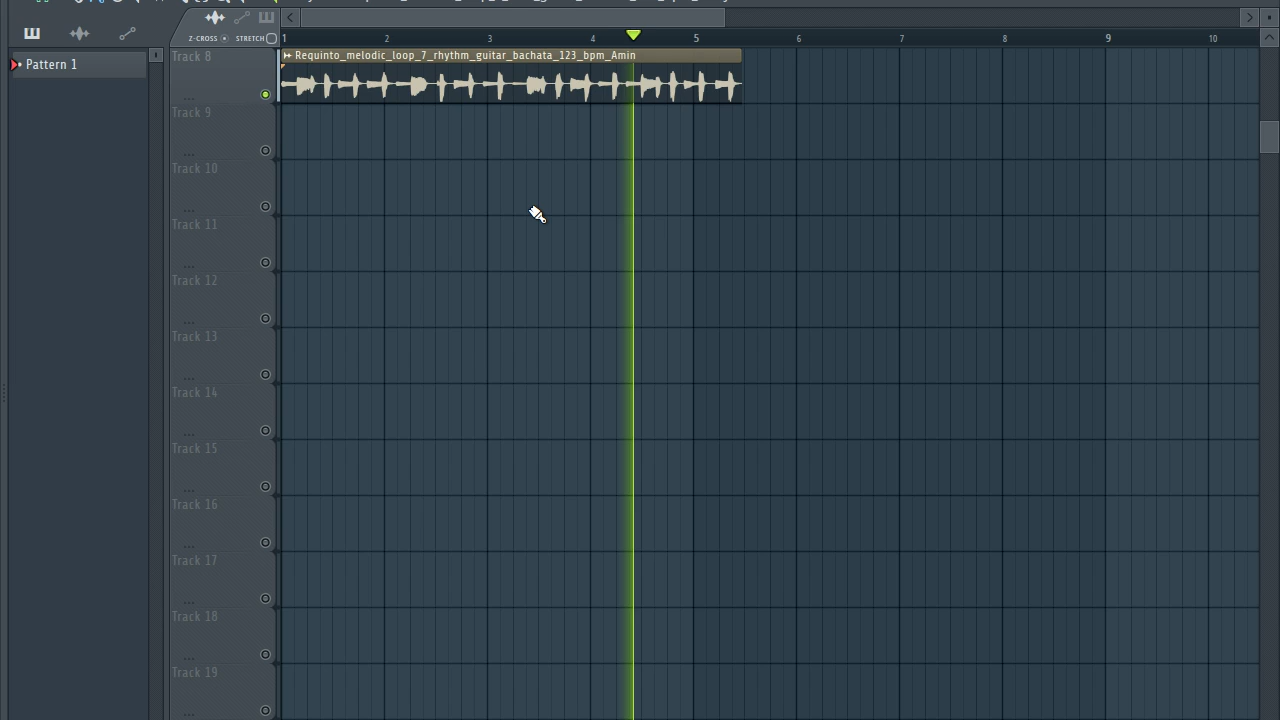 Z-CROSS STRETCH
1 2 3 4 5 6 7 8 9 10
Pattern 1
Track 8
Requinto_melodic_loop_7_rhythm_guitar_bachata_123_bpm_Amin
Track 9
Track 10
Track 11
Track 12
Track 13
Track 14
Track 15
Track 16
Track 17
Track 18
Track 19